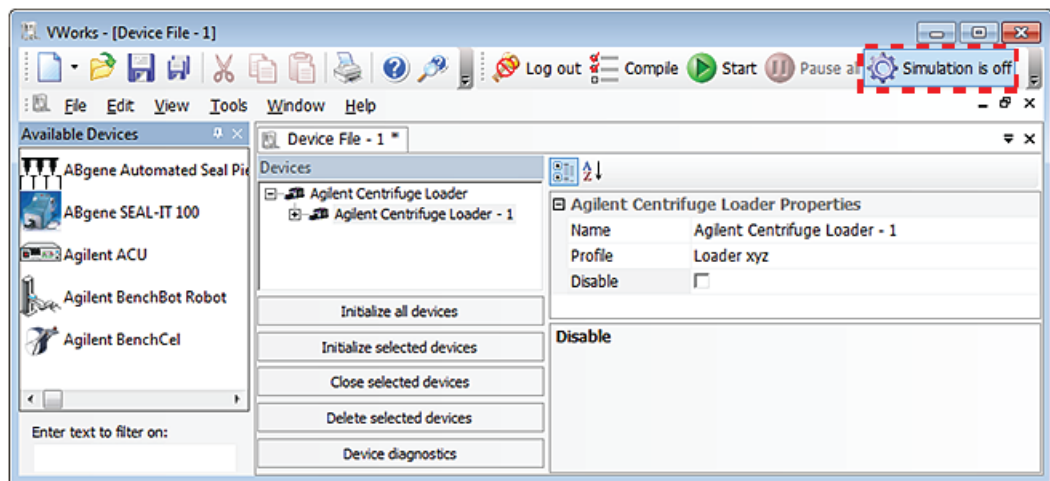 VWorks - [Device File - 1]
Log out Compile Start Pause al Simulation is off
File Edit View Tools Window Help
Available Devices
Device File - 1 *
ABgene Automated Seal Pie
ABgene SEAL-IT 100
Agilent ACU
Agilent BenchBot Robot
Agilent BenchCel
Enter text to filter on:
Devices
Agilent Centrifuge Loader
Agilent Centrifuge Loader - 1
Initialize all devices
Initialize selected devices
Close selected devices
Delete selected devices
Device diagnostics
Agilent Centrifuge Loader Properties
Name Agilent Centrifuge Loader - 1
Profile Loader xyz
Disable
Disable